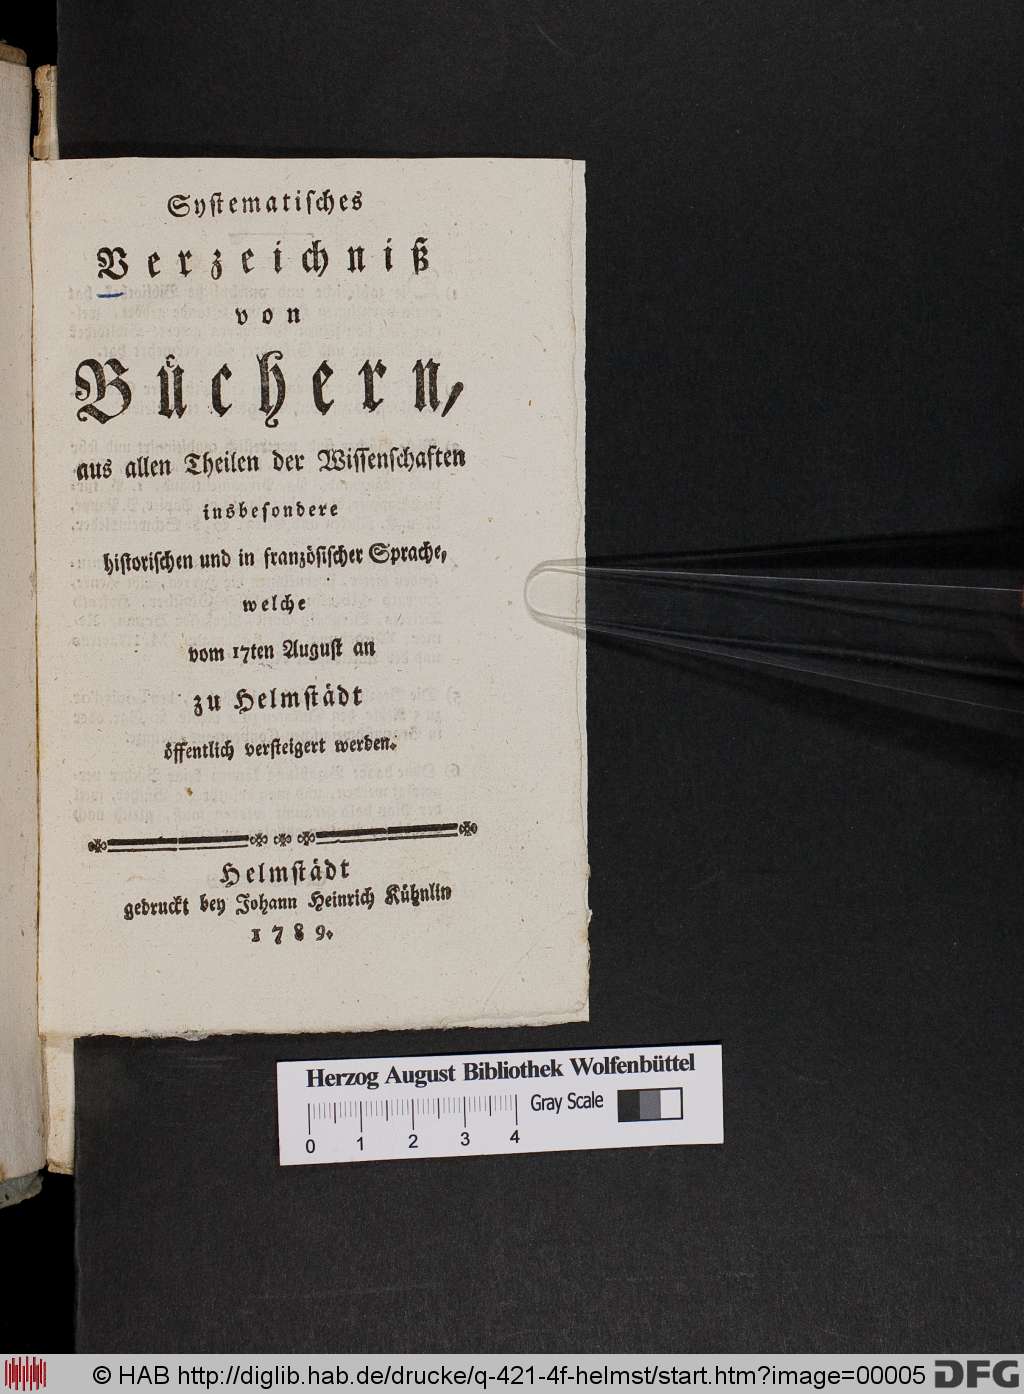 Systematisches
Verzeichniß
von
Bůchern,
aus allen Theilen der Wissenschaften
insbesondere
historischen und in französischer Sprache,
welche
vom 17ten August an
zu Helmstädt
öffentlich versteigert werden.
Helmstädt
gedruckt bey Johann Heinrich Kühnlin
1789.
Herzog August Bibliothek Wolfenbüttel
Gray Scale
0 1 2 3 4
© HAB http://diglib.hab.de/drucke/q-421-4f-helmst/start.htm?image=00005 DFG